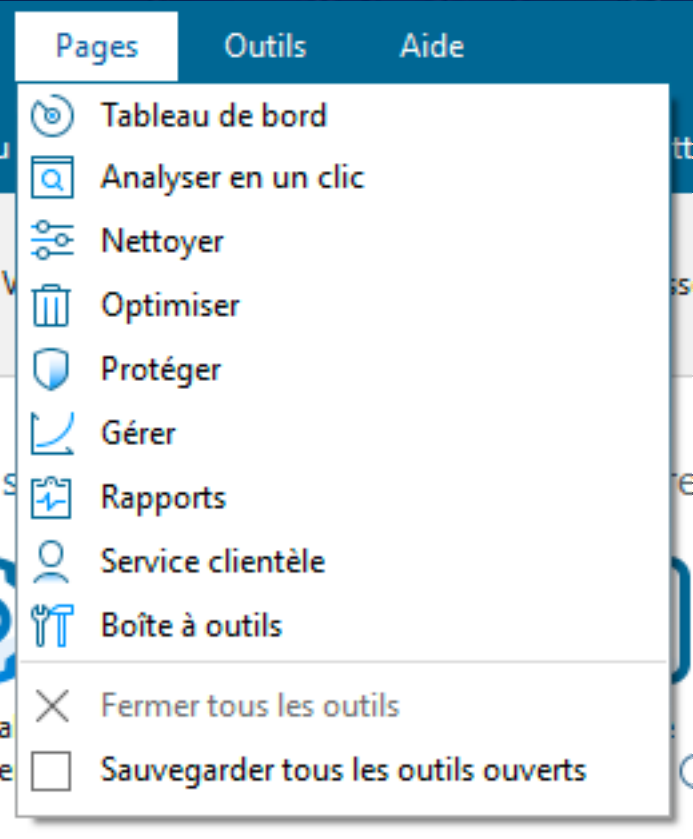 Pages Outils Aide
Tableau de bord
Analyser en un clic
Nettoyer
Optimiser
Protéger
Gérer
Rapports
Service clientèle
Boîte à outils
Fermer tous les outils
Sauvegarder tous les outils ouverts